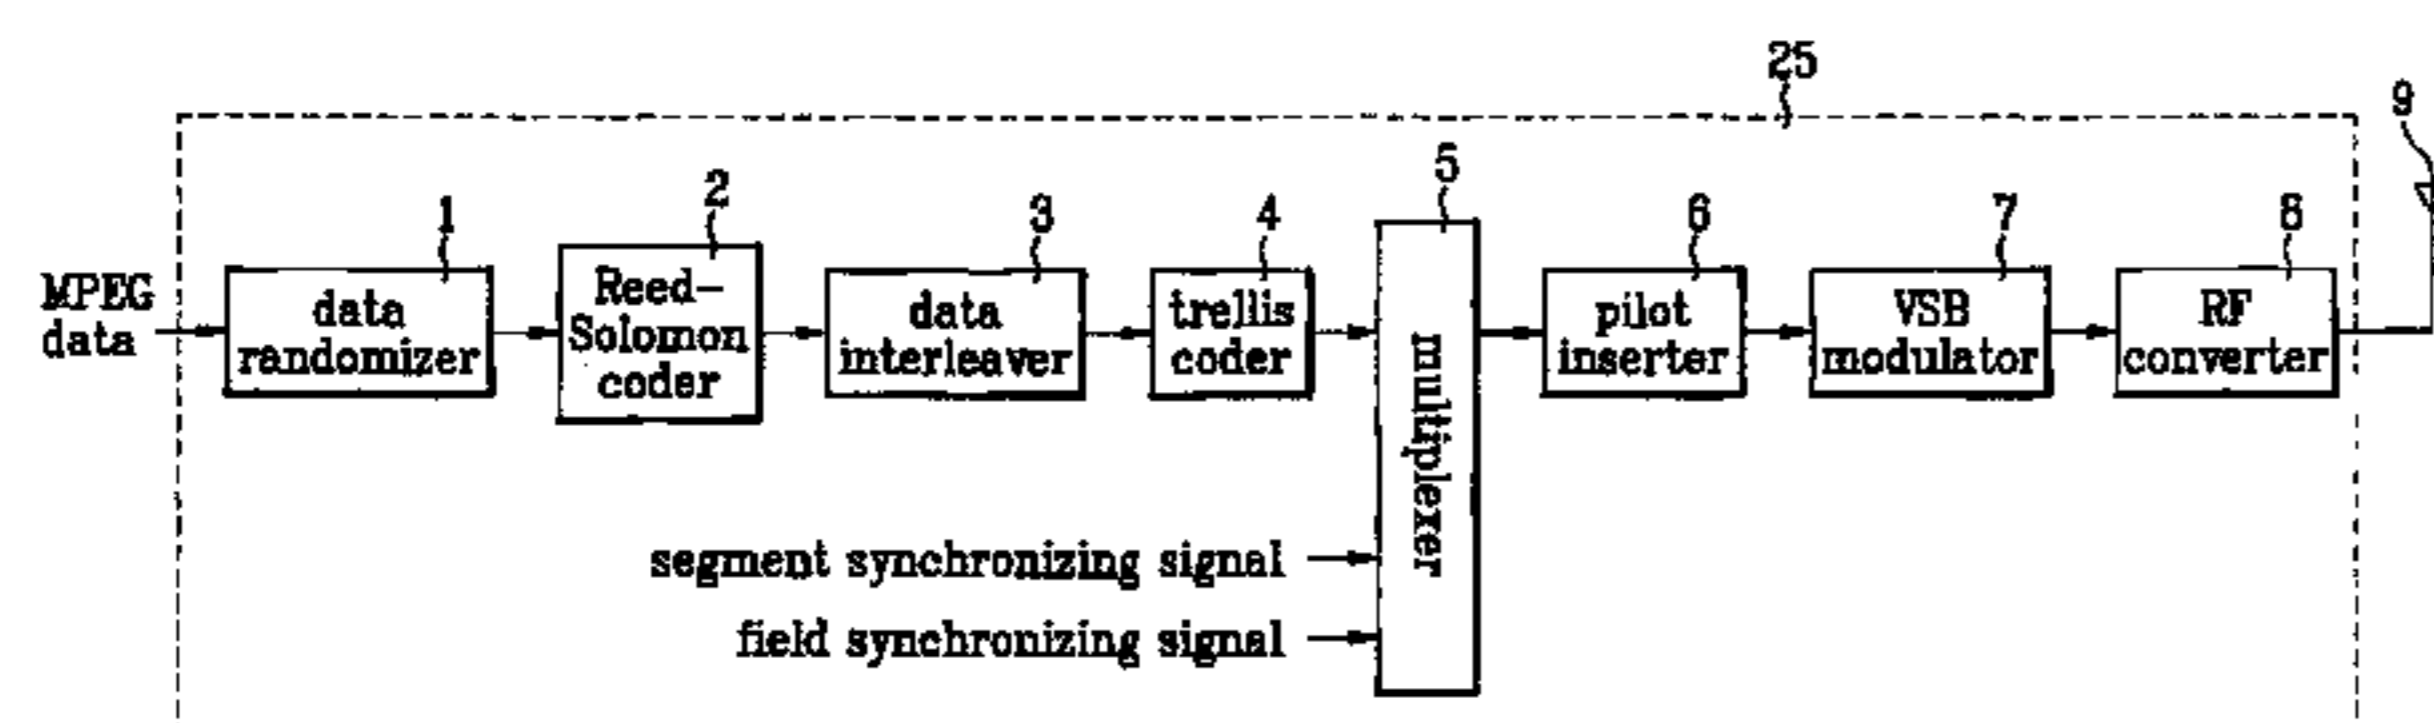 25
9
1
2
3
4
5
6
7
8
MPEG
data
data
randomizer
Reed-
Solomon
coder
data
interleaver
trellis
coder
multiplexer
pilot
inserter
VSB
modulator
RF
converter
segment synchronizing signal
field synchronizing signal